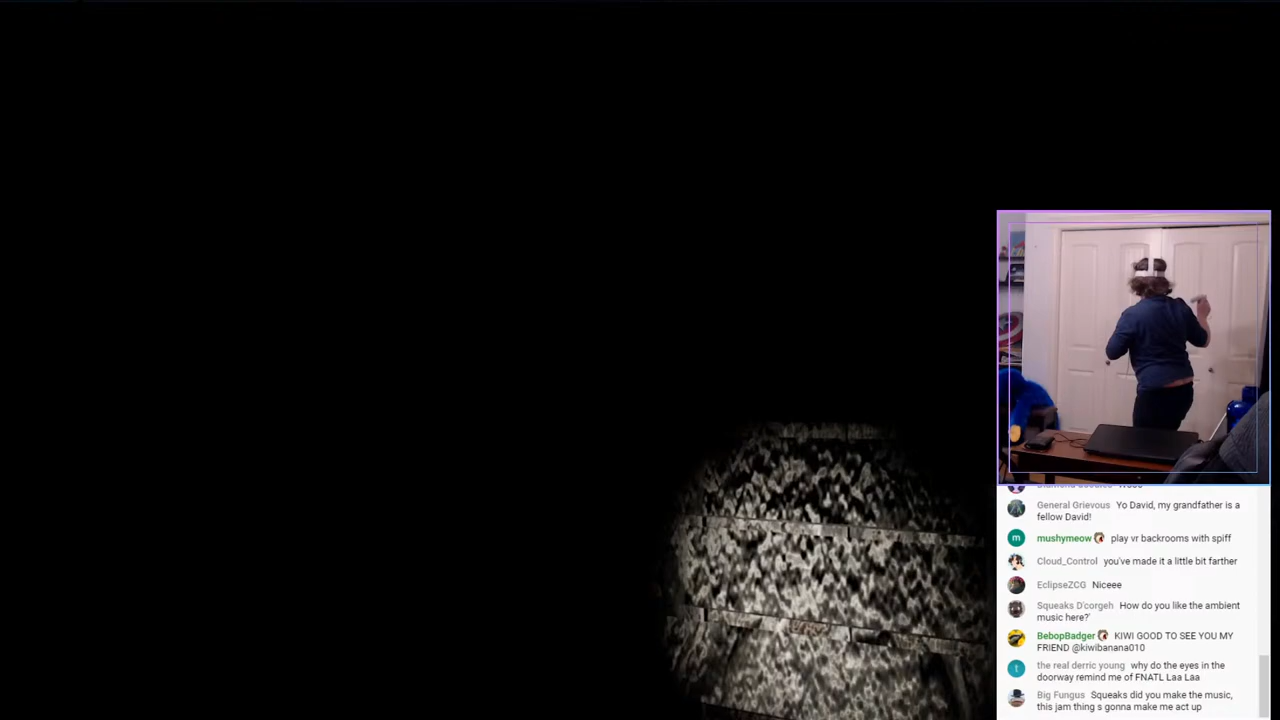 General Grievous Yo David, my grandfather is a
fellow David!
mushymeow play vr backrooms with spiff
Cloud_Control you've made it a little bit farther
EclipseZCG Niceee
Squeaks D'corgeh How do you like the ambient
music here?'
BebopBadger KIWI GOOD TO SEE YOU MY
FRIEND @kiwibanana010
the real derric young why do the eyes in the
doorway remind me of FNATL Laa Laa
Big Fungus Squeaks did you make the music,
this jam thing s gonna make me act up